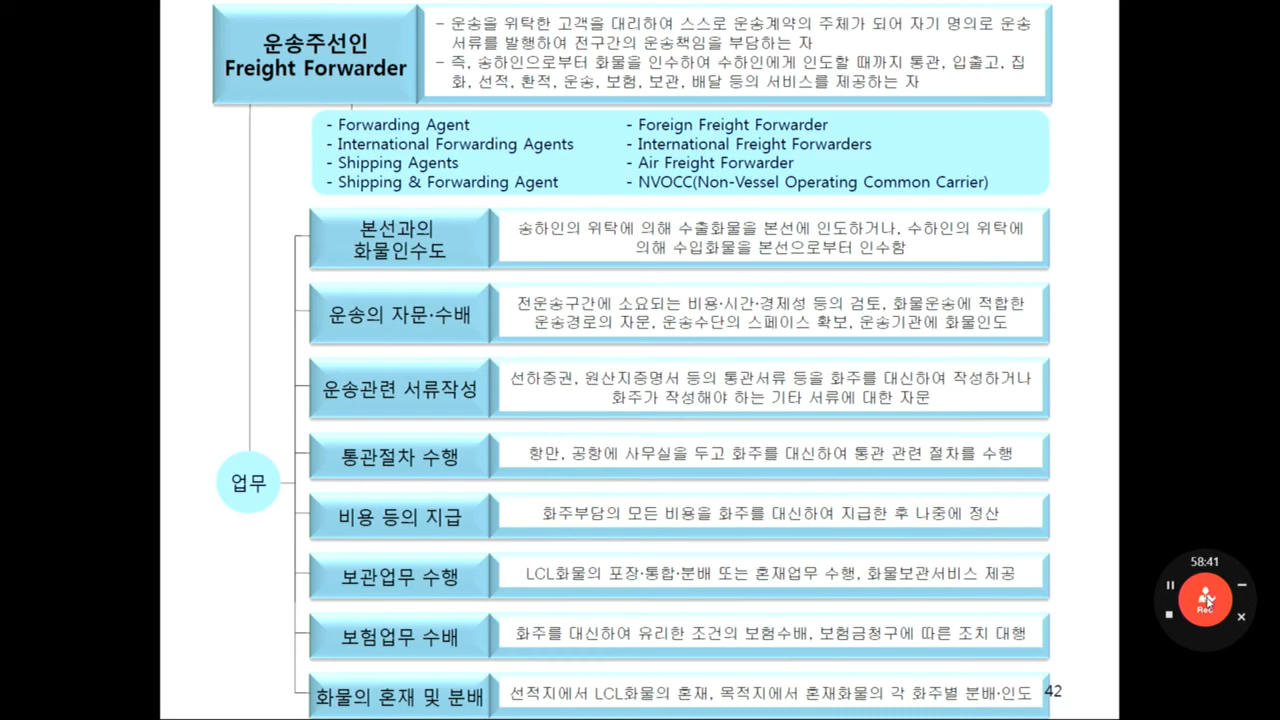 운송주선인
Freight Forwarder
- 운송을 위탁한 고객을 대리하여 스스로 운송계약의 주체가 되어 자기 명의로 운송
서류를 발행하여 전구간의 운송책임을 부담하는 자
- 즉, 송하인으로부터 화물을 인수하여 수하인에게 인도할 때까지 통관, 입출고, 집
화, 선적, 환적, 운송, 보험, 보관, 배달 등의 서비스를 제공하는 자
- Forwarding Agent
- International Forwarding Agents
- Shipping Agents
- Shipping & Forwarding Agent
- Foreign Freight Forwarder
- International Freight Forwarders
- Air Freight Forwarder
- NVOCC(Non-Vessel Operating Common Carrier)
업무
본선과의
화물인수도
송하인의 위탁에 의해 수출화물을 본선에 인도하거나, 수하인의 위탁에
의해 수입화물을 본선으로부터 인수함
운송의 자문·수배
전운송구간에 소요되는 비용·시간·경제성 등의 검토, 화물운송에 적합한
운송경로의 자문, 운송수단의 스페이스 확보, 운송기관에 화물인도
운송관련 서류작성
선하증권, 원산지증명서 등의 통관서류 등을 화주를 대신하여 작성하거나
화주가 작성해야 하는 기타 서류에 대한 자문
통관절차 수행
항만, 공항에 사무실을 두고 화주를 대신하여 통관 관련 절차를 수행
비용 등의 지급
화주부담의 모든 비용을 화주를 대신하여 지급한 후 나중에 정산
보관업무 수행
LCL화물의 포장·통합·분배 또는 혼재업무 수행, 화물보관서비스 제공
보험업무 수배
화주를 대신하여 유리한 조건의 보험수배, 보험금청구에 따른 조치 대행
화물의 혼재 및 분배
선적지에서 LCL화물의 혼재, 목적지에서 혼재화물의 각 화주별 분배·인도
42
58:41
Rec